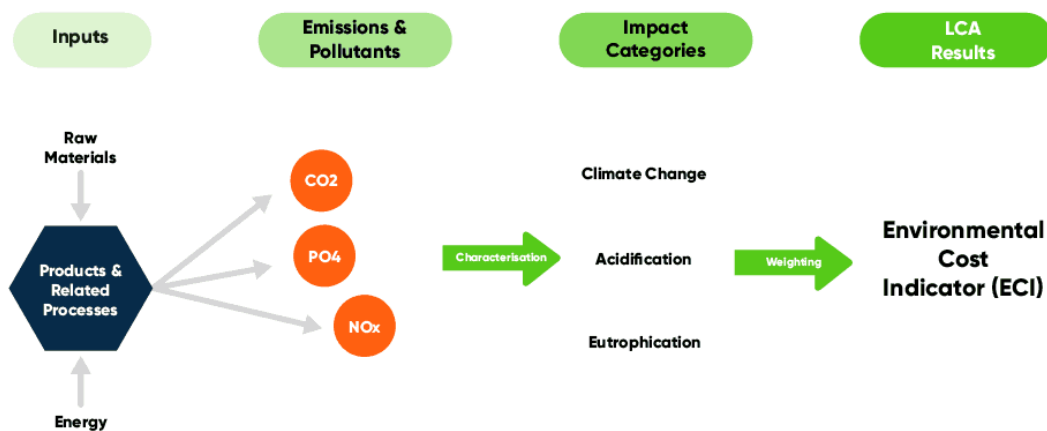 Inputs
Emissions &
Pollutants
Impact
Categories
LCA
Results
Raw
Materials
Products &
Related
Processes
Energy
CO2
PO4
NOx
Characterisation
Climate Change
Acidification
Eutrophication
Weighting
Environmental
Cost
Indicator (ECI)